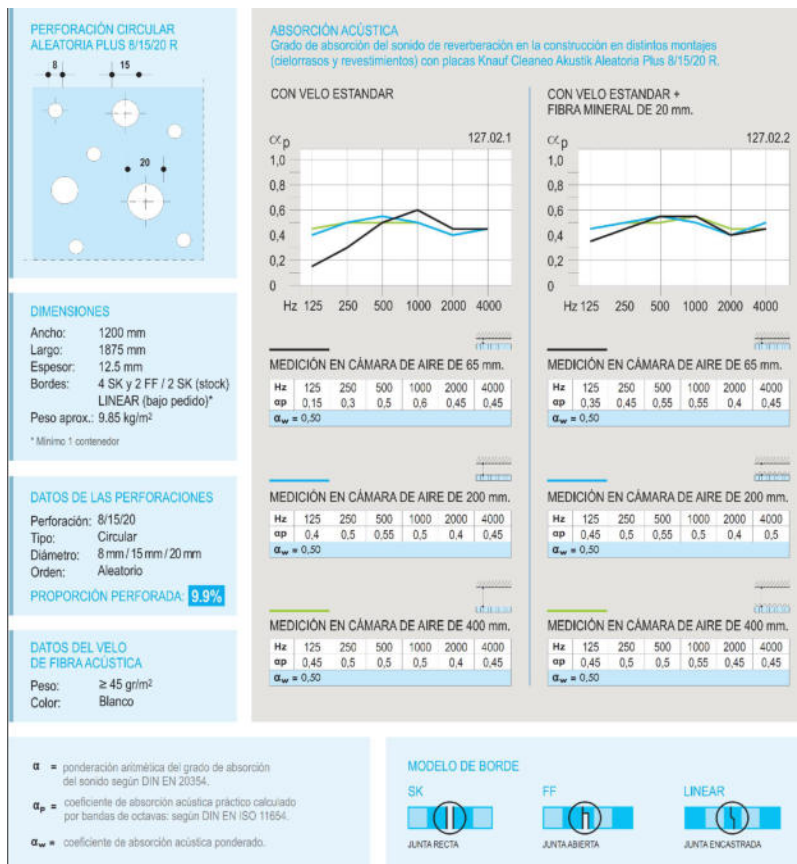 PERFORACIÓN CIRCULAR
ALEATORIA PLUS 8/15/20 R
8 15
20
DIMENSIONES
Ancho: 1200 mm
Largo: 1875 mm
Espesor: 12.5 mm
Bordes: 4 SK y 2 FF / 2 SK (stock)
LINEAR (bajo pedido)*
Peso aprox.: 9.85 kg/m²
* Mínimo 1 contenedor
DATOS DE LAS PERFORACIONES
Perforación: 8/15/20
Tipo: Circular
Diámetro: 8 mm / 15 mm / 20 mm
Orden: Aleatorio
PROPORCIÓN PERFORADA: 9.9%
DATOS DEL VELO
DE FIBRA ACÚSTICA
Peso: ≥ 45 gr/m²
Color: Blanco
ABSORCIÓN ACÚSTICA
Grado de absorción del sonido de reverberación en la construcción en distintos montajes
(cielorrasos y revestimientos) con placas Knauf Cleaneo Akustik Aleatoria Plus 8/15/20 R.
CON VELO ESTANDAR
αp 127.02.1
1,0
0,8
0,6
0,4
0,2
0
Hz 125 250 500 1000 2000 4000
MEDICIÓN EN CÁMARA DE AIRE DE 65 mm.
Hz 125 250 500 1000 2000 4000
αp 0,15 0,3 0,5 0,6 0,45 0,45
αw = 0,50
MEDICIÓN EN CÁMARA DE AIRE DE 200 mm.
Hz 125 250 500 1000 2000 4000
αp 0,4 0,5 0,55 0,5 0,4 0,45
αw = 0,50
MEDICIÓN EN CÁMARA DE AIRE DE 400 mm.
Hz 125 250 500 1000 2000 4000
αp 0,45 0,5 0,5 0,5 0,4 0,45
αw = 0,50
CON VELO ESTANDAR +
FIBRA MINERAL DE 20 mm.
αp 127.02.2
1,0
0,8
0,6
0,4
0,2
0
Hz 125 250 500 1000 2000 4000
MEDICIÓN EN CÁMARA DE AIRE DE 65 mm.
Hz 125 250 500 1000 2000 4000
αp 0,35 0,45 0,55 0,55 0,4 0,45
αw = 0,50
MEDICIÓN EN CÁMARA DE AIRE DE 200 mm.
Hz 125 250 500 1000 2000 4000
αp 0,45 0,5 0,55 0,5 0,4 0,5
αw = 0,50
MEDICIÓN EN CÁMARA DE AIRE DE 400 mm.
Hz 125 250 500 1000 2000 4000
αp 0,45 0,5 0,5 0,55 0,45 0,45
αw = 0,50
α = ponderación aritmética del grado de absorción
del sonido según DIN EN 20354.
αp = coeficiente de absorción acústica práctico calculado
por bandas de octavas: según DIN EN ISO 11654.
αw = coeficiente de absorción acústica ponderado.
MODELO DE BORDE
SK FF LINEAR
JUNTA RECTA JUNTA ABIERTA JUNTA ENCASTRADA